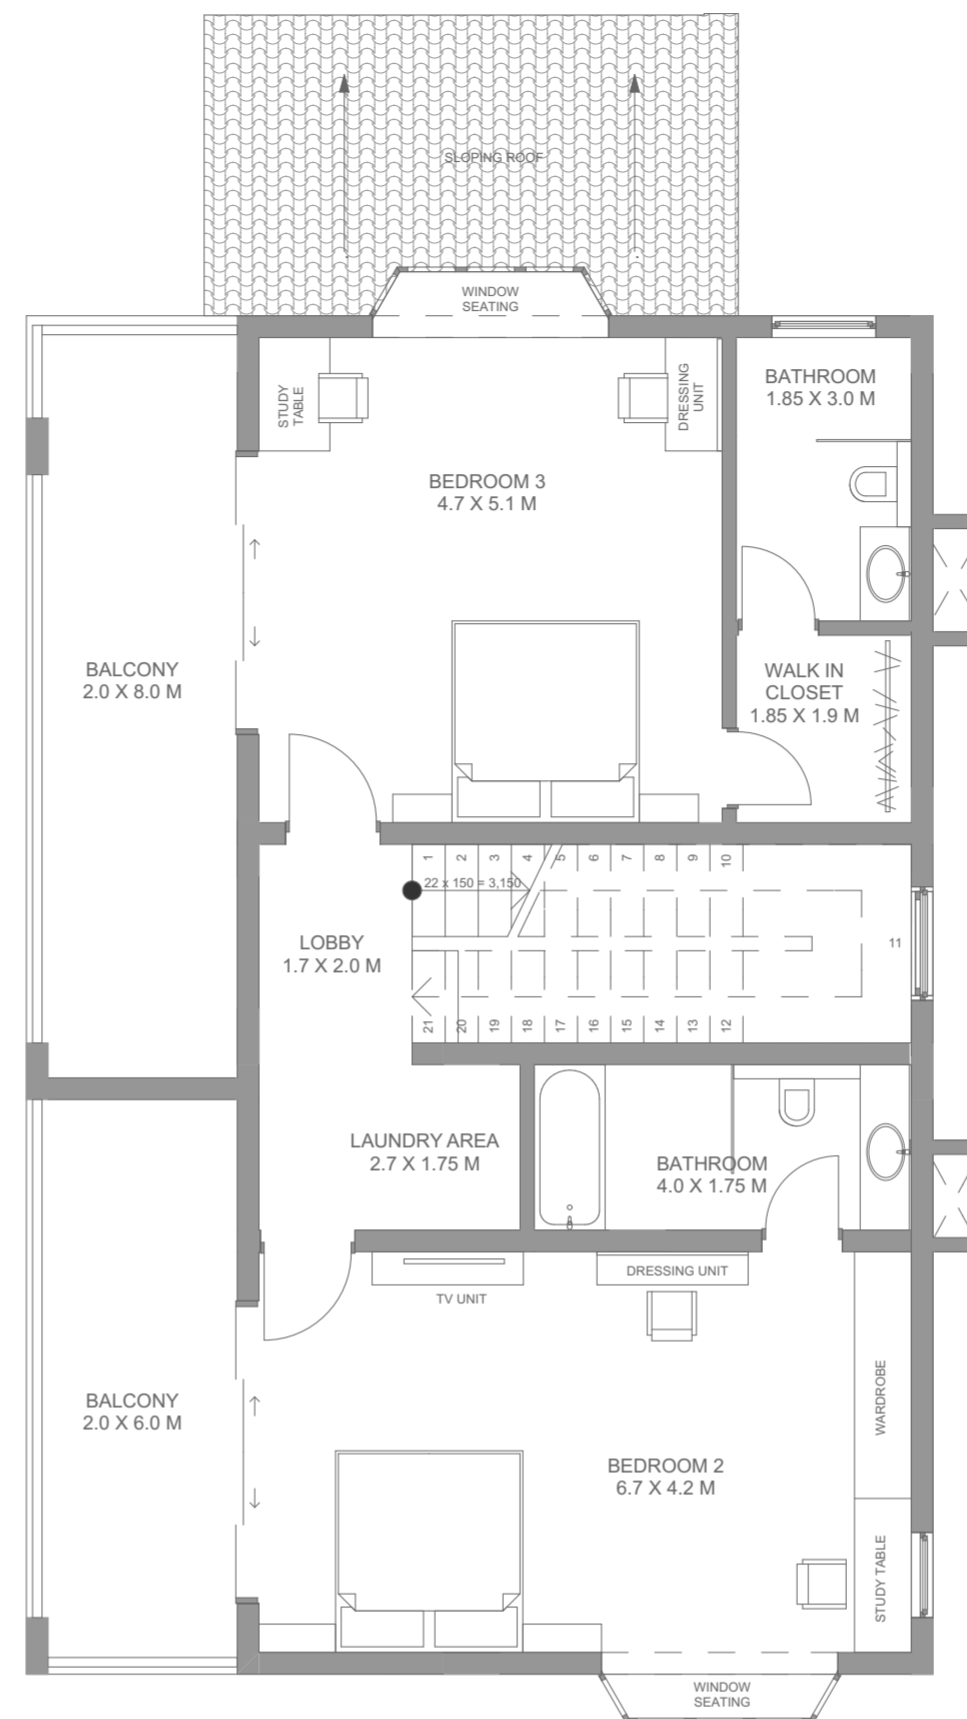 SLOPING ROOF
WINDOW
SEATING
STUDY
TABLE
DRESSING
UNIT
BATHROOM
1.85 X 3.0 M
BEDROOM 3
4.7 X 5.1 M
BALCONY
2.0 X 8.0 M
WALK IN
CLOSET
1.85 X 1.9 M
1 2 3 4 5 6 7 8 9 10
22 x 150 = 3,150
LOBBY
1.7 X 2.0 M
11
21 20 19 18 17 16 15 14 13 12
LAUNDRY AREA
2.7 X 1.75 M
BATHROOM
4.0 X 1.75 M
DRESSING UNIT
TV UNIT
BALCONY
2.0 X 6.0 M
WARDROBE
BEDROOM 2
6.7 X 4.2 M
STUDY TABLE
WINDOW
SEATING